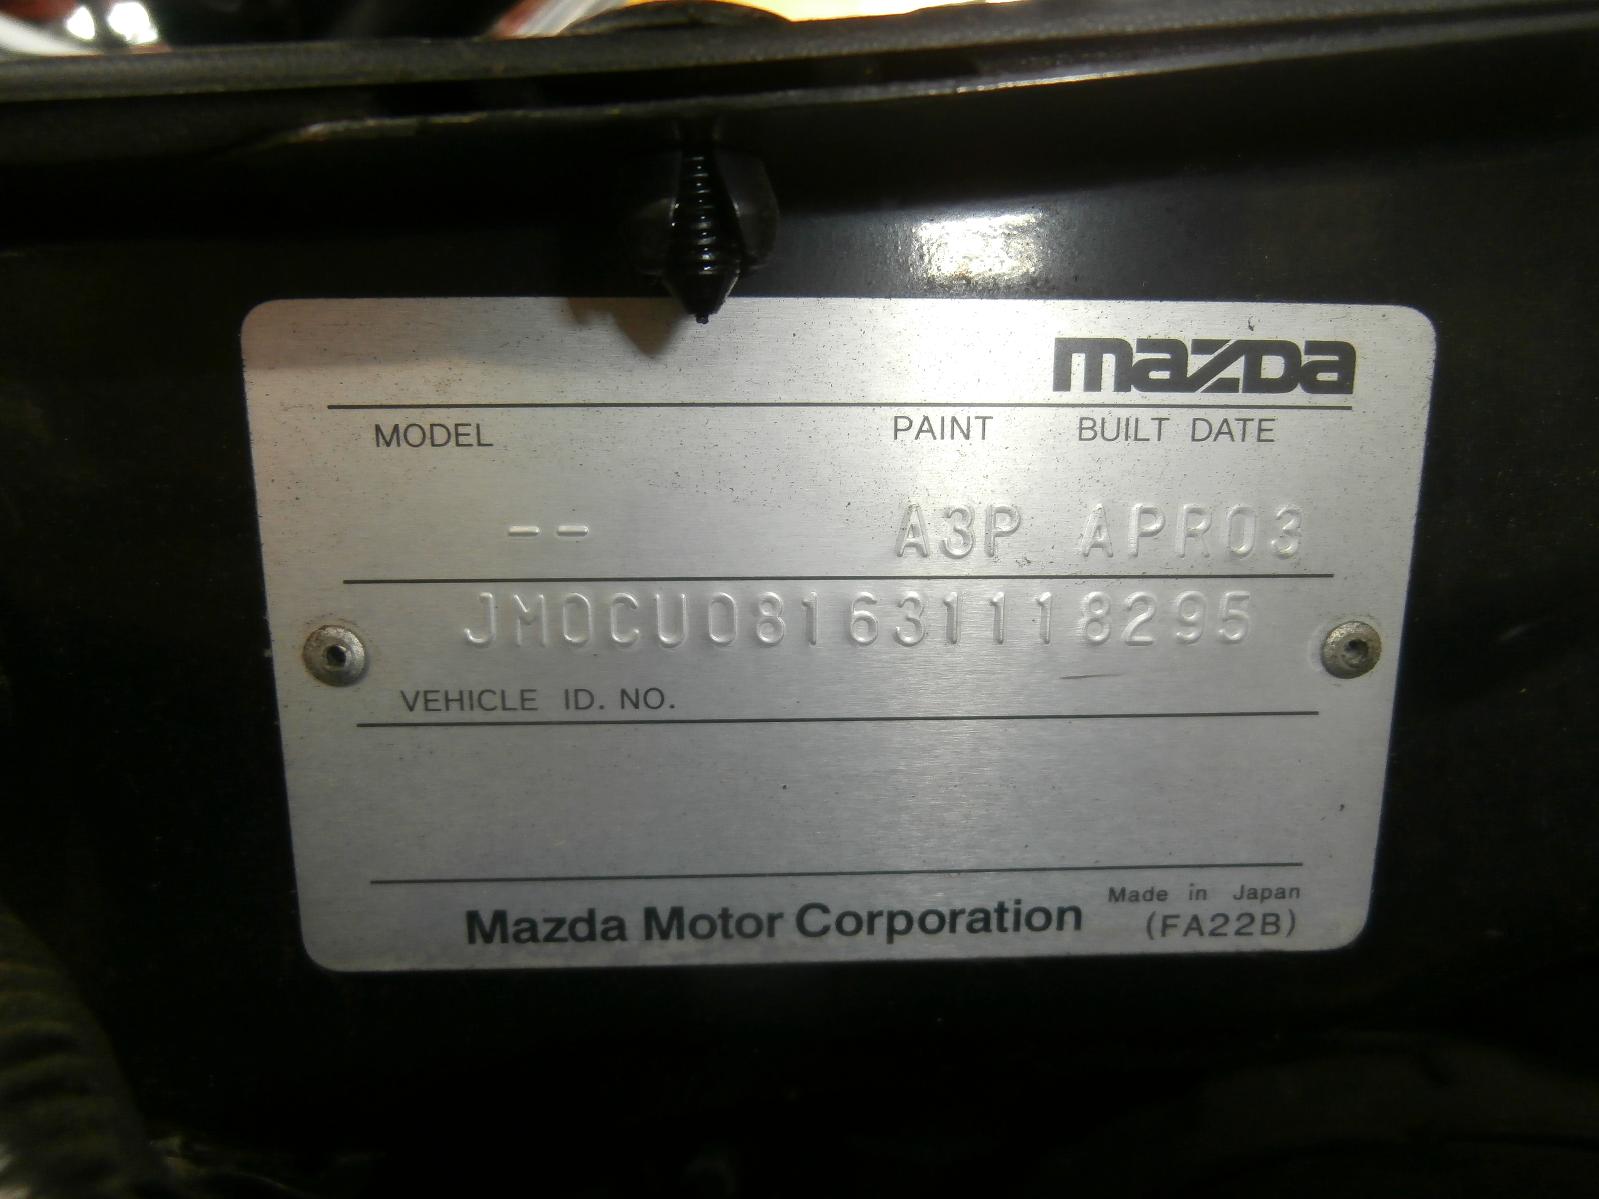 mazda
MODEL PAINT BUILT DATE
-- A3P APR03
JM0CU081631118295
VEHICLE ID. NO.
Mazda Motor Corporation Made in Japan
(FA22B)